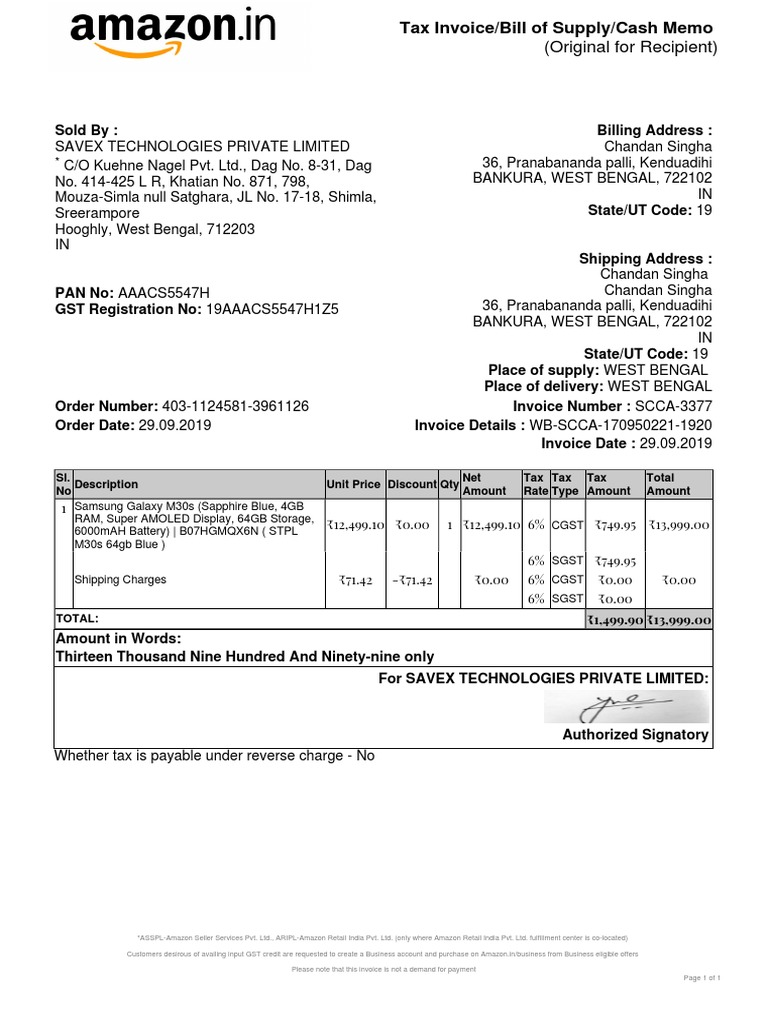 amazon.in
Tax Invoice/Bill of Supply/Cash Memo
(Original for Recipient)
Sold By :
SAVEX TECHNOLOGIES PRIVATE LIMITED
* C/O Kuehne Nagel Pvt. Ltd., Dag No. 8-31, Dag
No. 414-425 L R, Khatian No. 871, 798,
Mouza-Simla null Satghara, JL No. 17-18, Shimla,
Sreerampore
Hooghly, West Bengal, 712203
IN
Billing Address :
Chandan Singha
36, Pranabananda palli, Kenduadihi
BANKURA, WEST BENGAL, 722102
IN
State/UT Code: 19
PAN No: AAACS5547H
GST Registration No: 19AAACS5547H1Z5
Shipping Address :
Chandan Singha
Chandan Singha
36, Pranabananda palli, Kenduadihi
BANKURA, WEST BENGAL, 722102
IN
State/UT Code: 19
Place of supply: WEST BENGAL
Place of delivery: WEST BENGAL
Order Number: 403-1124581-3961126
Order Date: 29.09.2019
Invoice Number : SCCA-3377
Invoice Details : WB-SCCA-170950221-1920
Invoice Date : 29.09.2019
Sl. No Description Unit Price Discount Qty Net Amount Tax Rate Tax Type Tax Amount Total Amount
1 Samsung Galaxy M30s (Sapphire Blue, 4GB
RAM, Super AMOLED Display, 64GB Storage,
6000mAH Battery) | B07HGMQX6N ( STPL
M30s 64gb Blue )
₹12,499.10 ₹0.00 1 ₹12,499.10 6% CGST ₹749.95 ₹13,999.00
6% SGST ₹749.95
Shipping Charges ₹71.42 -₹71.42 ₹0.00 6% CGST ₹0.00 ₹0.00
6% SGST ₹0.00
TOTAL: ₹1,499.90 ₹13,999.00
Amount in Words:
Thirteen Thousand Nine Hundred And Ninety-nine only
For SAVEX TECHNOLOGIES PRIVATE LIMITED:
Authorized Signatory
Whether tax is payable under reverse charge - No
*ASSPL-Amazon Seller Services Pvt. Ltd., ARIPL-Amazon Retail India Pvt. Ltd. (only where Amazon Retail India Pvt. Ltd. fulfillment center is co-located)
Customers desirous of availing input GST credit are requested to create a Business account and purchase on Amazon.in/business from Business eligible offers
Please note that this invoice is not a demand for payment
Page 1 of 1